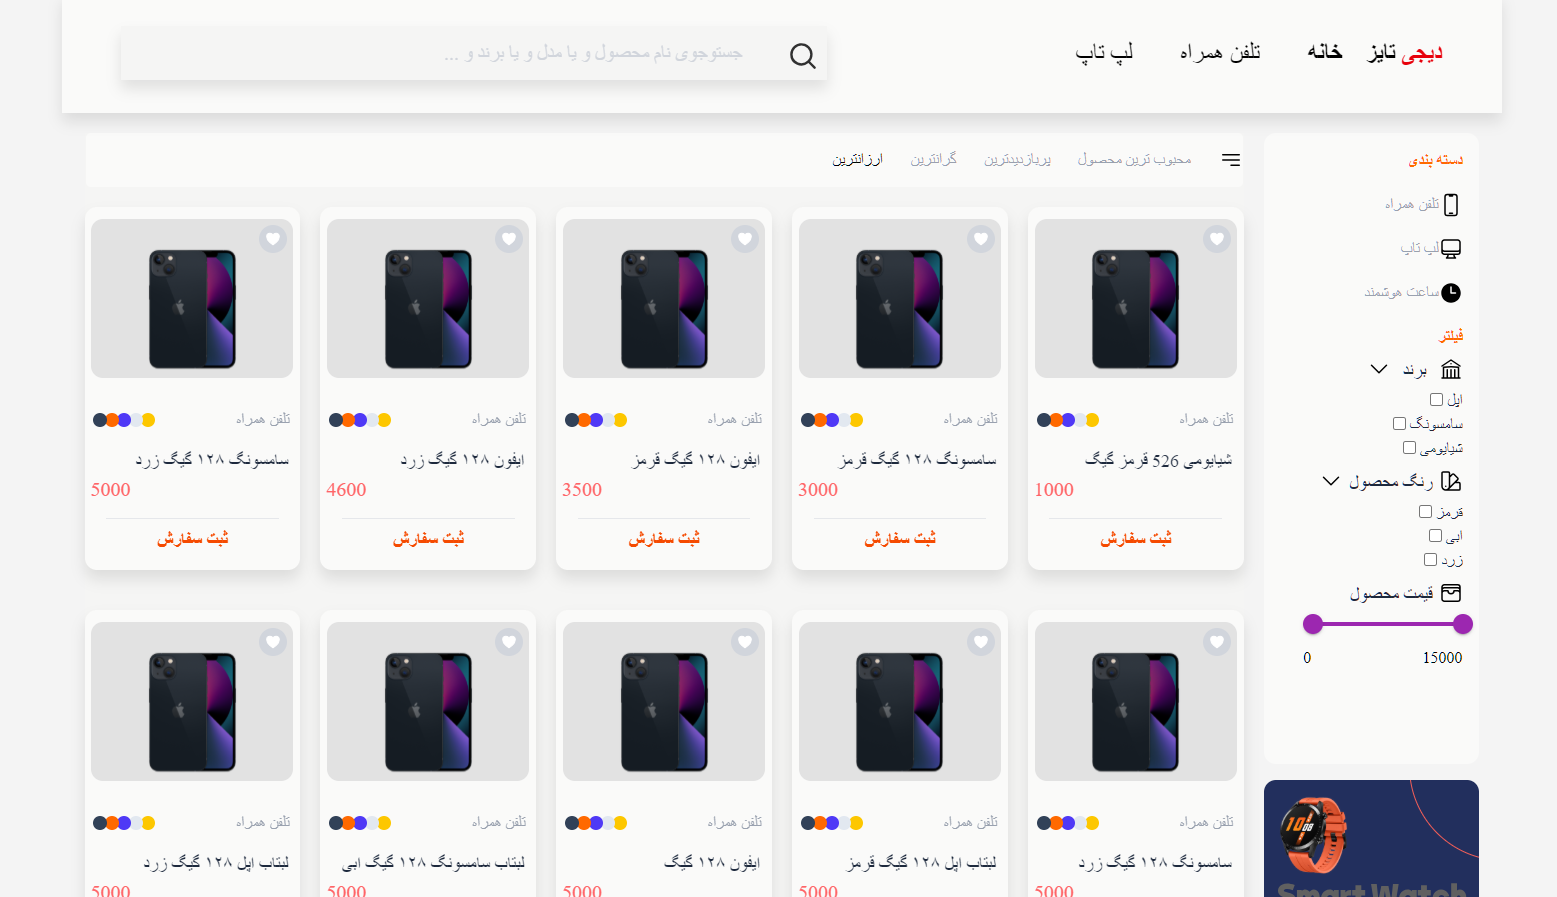 دیجی تایز خانه تلفن همراه لپ تاپ
جستوجوی نام محصول و یا مدل و یا برند و ...
دسته بندی
تلفن همراه
لپ تاپ
ساعت هوشمند
فیلتر
برند
اپل
سامسونگ
شیایومی
رنگ محصول
قرمز
ابی
زرد
قیمت محصول
0 15000
Smart Watch
محبوب ترین محصول پربازدیدترین گرانترین ارزانترین
تلفن همراه
شیایومی 526 قرمز گیگ
1000
ثبت سفارش
تلفن همراه
سامسونگ ۱۲۸ گیگ قرمز
3000
ثبت سفارش
تلفن همراه
ایفون ۱۲۸ گیگ قرمز
3500
ثبت سفارش
تلفن همراه
ایفون ۱۲۸ گیگ زرد
4600
ثبت سفارش
تلفن همراه
سامسونگ ۱۲۸ گیگ زرد
5000
ثبت سفارش
تلفن همراه
سامسونگ ۱۲۸ گیگ زرد
5000
تلفن همراه
لبتاب اپل ۱۲۸ گیگ قرمز
5000
تلفن همراه
ایفون ۱۲۸ گیگ
5000
تلفن همراه
لبتاب سامسونگ ۱۲۸ گیگ ابی
5000
تلفن همراه
لبتاب اپل ۱۲۸ گیگ زرد
5000